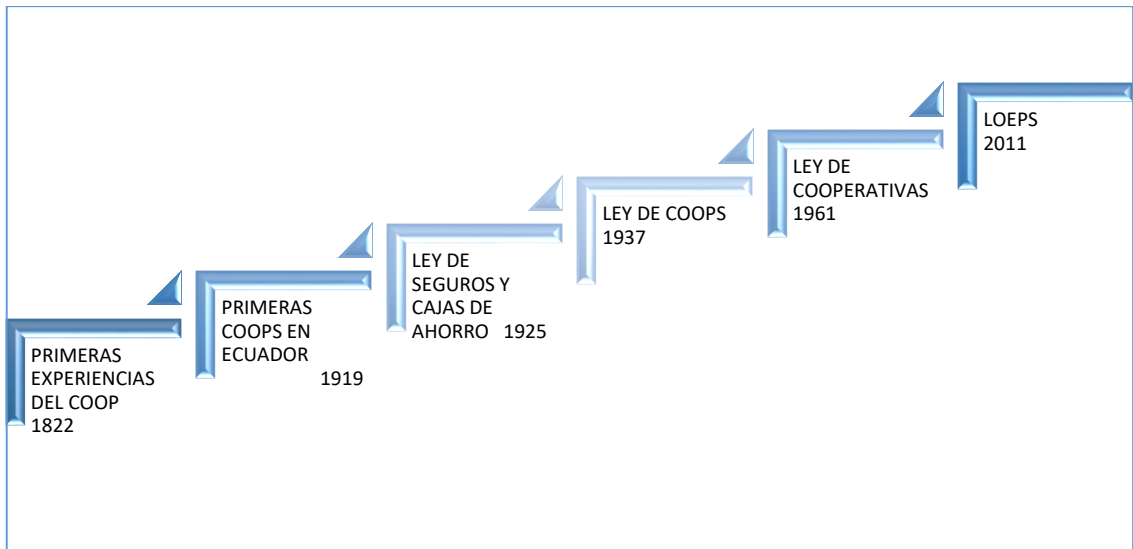 PRIMERAS
EXPERIENCIAS
DEL COOP
1822
PRIMERAS
COOPS EN
ECUADOR
1919
LEY DE
SEGUROS Y
CAJAS DE
AHORRO 1925
LEY DE COOPS
1937
LEY DE
COOPERATIVAS
1961
LOEPS
2011